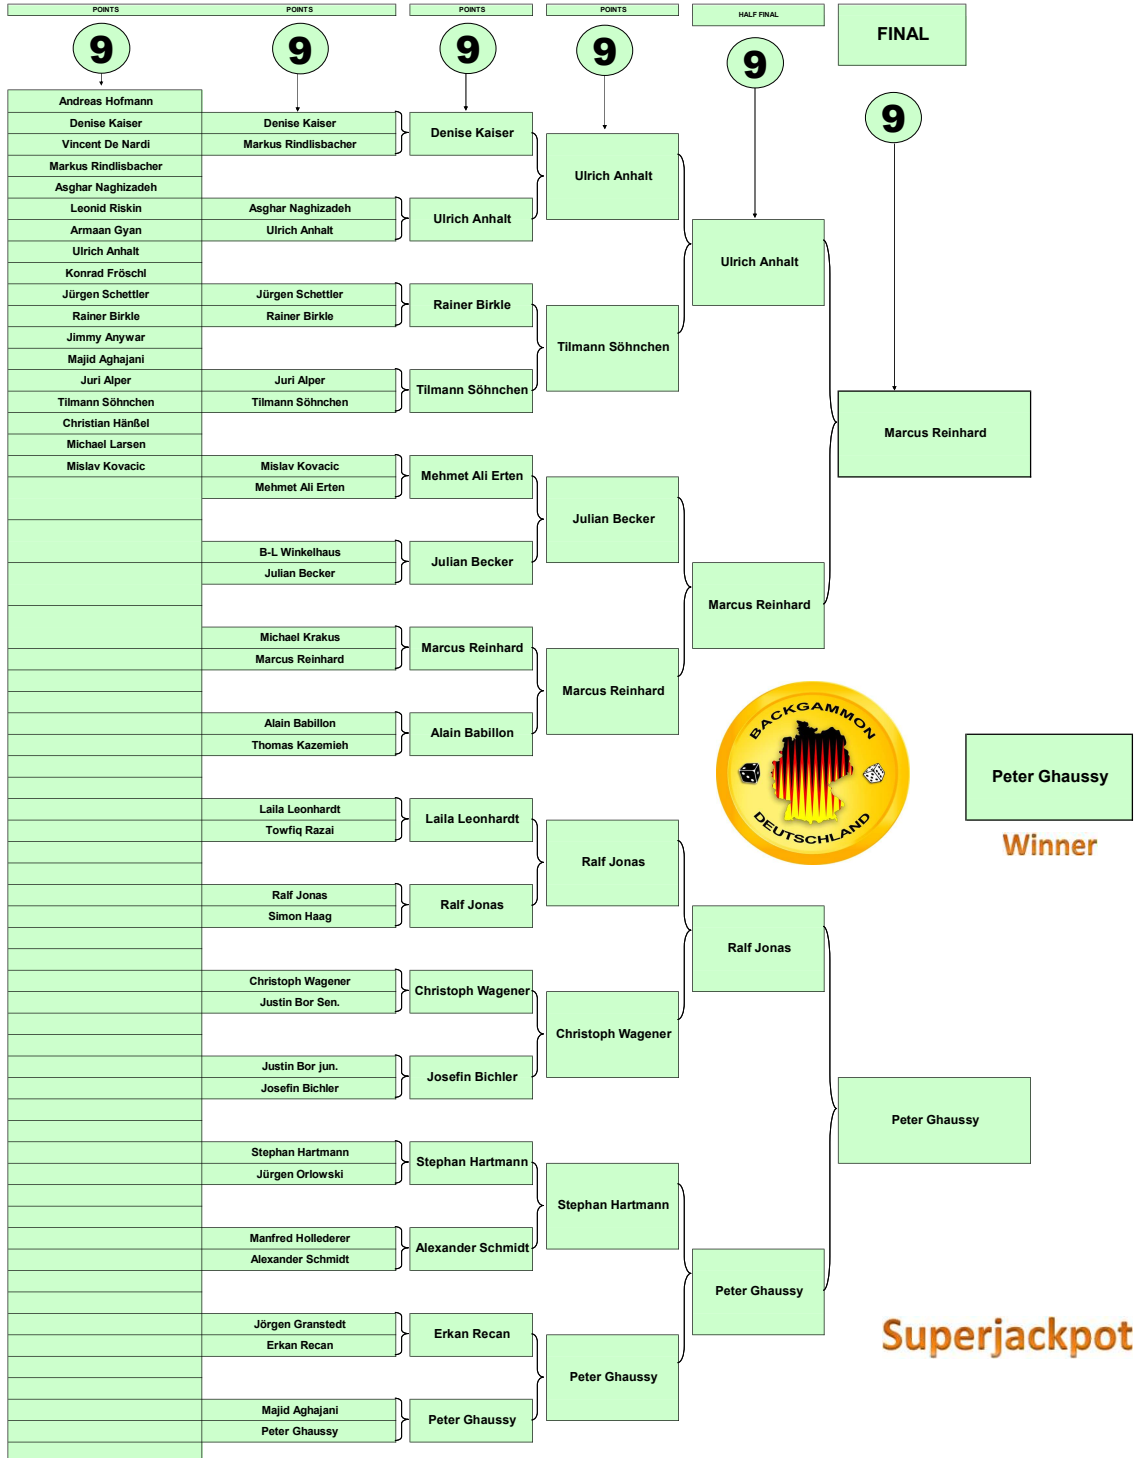 POINTS
POINTS
POINTS
POINTS
HALF FINAL
FINAL
9
9
9
9
9
9
Andreas Hofmann
Denise Kaiser
Vincent De Nardi
Markus Rindlisbacher
Asghar Naghizadeh
Leonid Riskin
Armaan Gyan
Ulrich Anhalt
Konrad Fröschl
Jürgen Schettler
Rainer Birkle
Jimmy Anywar
Majid Aghajani
Juri Alper
Tilmann Söhnchen
Christian Hänßel
Michael Larsen
Mislav Kovacic
Denise Kaiser
Markus Rindlisbacher
Asghar Naghizadeh
Ulrich Anhalt
Jürgen Schettler
Rainer Birkle
Juri Alper
Tilmann Söhnchen
Mislav Kovacic
Mehmet Ali Erten
B-L Winkelhaus
Julian Becker
Michael Krakus
Marcus Reinhard
Alain Babillon
Thomas Kazemieh
Laila Leonhardt
Towfiq Razai
Ralf Jonas
Simon Haag
Christoph Wagener
Justin Bor Sen.
Justin Bor jun.
Josefin Bichler
Stephan Hartmann
Jürgen Orlowski
Manfred Hollederer
Alexander Schmidt
Jörgen Granstedt
Erkan Recan
Majid Aghajani
Peter Ghaussy
Denise Kaiser
Ulrich Anhalt
Rainer Birkle
Tilmann Söhnchen
Mehmet Ali Erten
Julian Becker
Marcus Reinhard
Alain Babillon
Laila Leonhardt
Ralf Jonas
Christoph Wagener
Josefin Bichler
Stephan Hartmann
Alexander Schmidt
Erkan Recan
Peter Ghaussy
Ulrich Anhalt
Tilmann Söhnchen
Julian Becker
Marcus Reinhard
Ralf Jonas
Christoph Wagener
Stephan Hartmann
Peter Ghaussy
Ulrich Anhalt
Marcus Reinhard
Ralf Jonas
Peter Ghaussy
Marcus Reinhard
Peter Ghaussy
BACKGAMMON
DEUTSCHLAND
Peter Ghaussy
Winner
Superjackpot